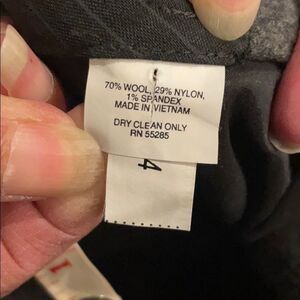 70% WOOL, 29% NYLON,
1% SPANDEX
MADE IN VIETNAM
DRY CLEAN ONLY
RN 55285
4